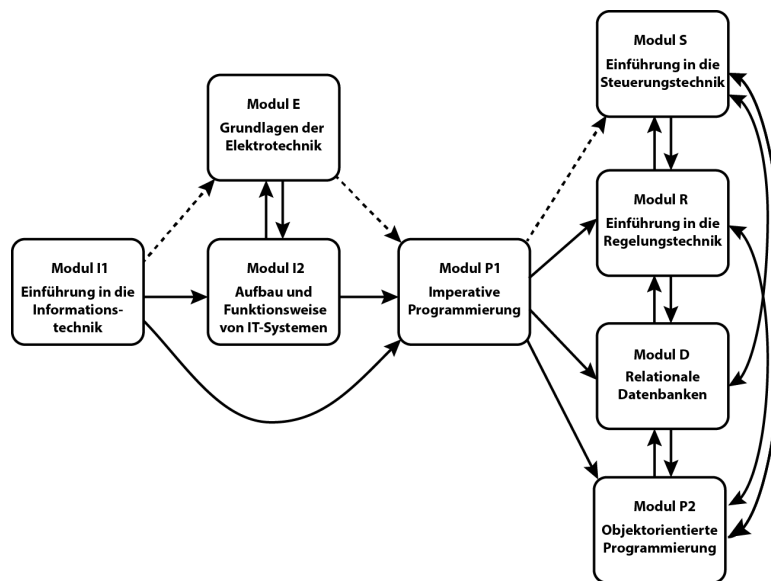 Modul S
Einführung in die
Steuerungstechnik
Modul E
Grundlagen der
Elektrotechnik
Modul R
Einführung in die
Regelungstechnik
Modul I1
Einführung in die
Informations-
technik
Modul I2
Aufbau und
Funktionsweise
von IT-Systemen
Modul P1
Imperative
Programmierung
Modul D
Relationale
Datenbanken
Modul P2
Objektorientierte
Programmierung